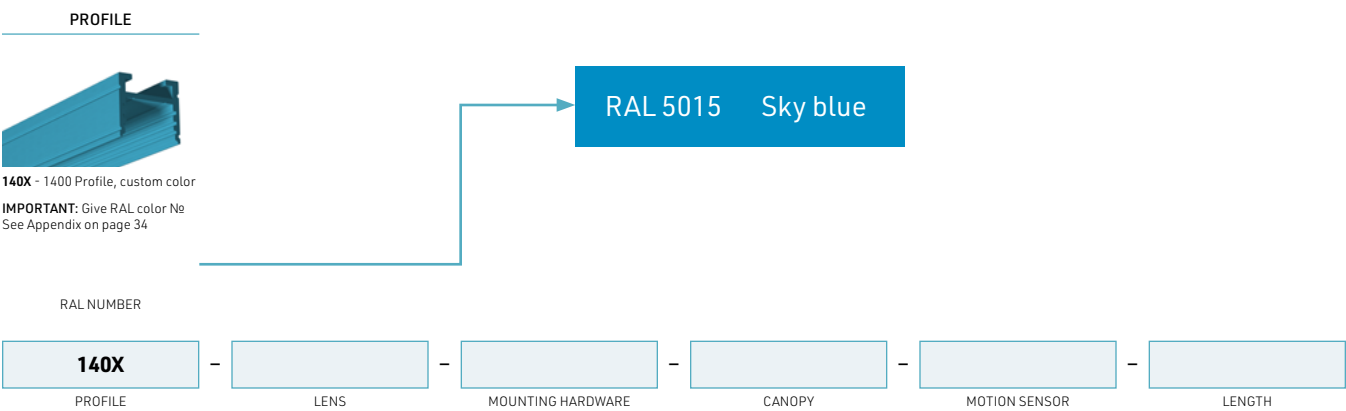 PROFILE
RAL 5015 Sky blue
140X - 1400 Profile, custom color
IMPORTANT: Give RAL color №
See Appendix on page 34
RAL NUMBER
140X – – – – –
PROFILE LENS MOUNTING HARDWARE CANOPY MOTION SENSOR LENGTH